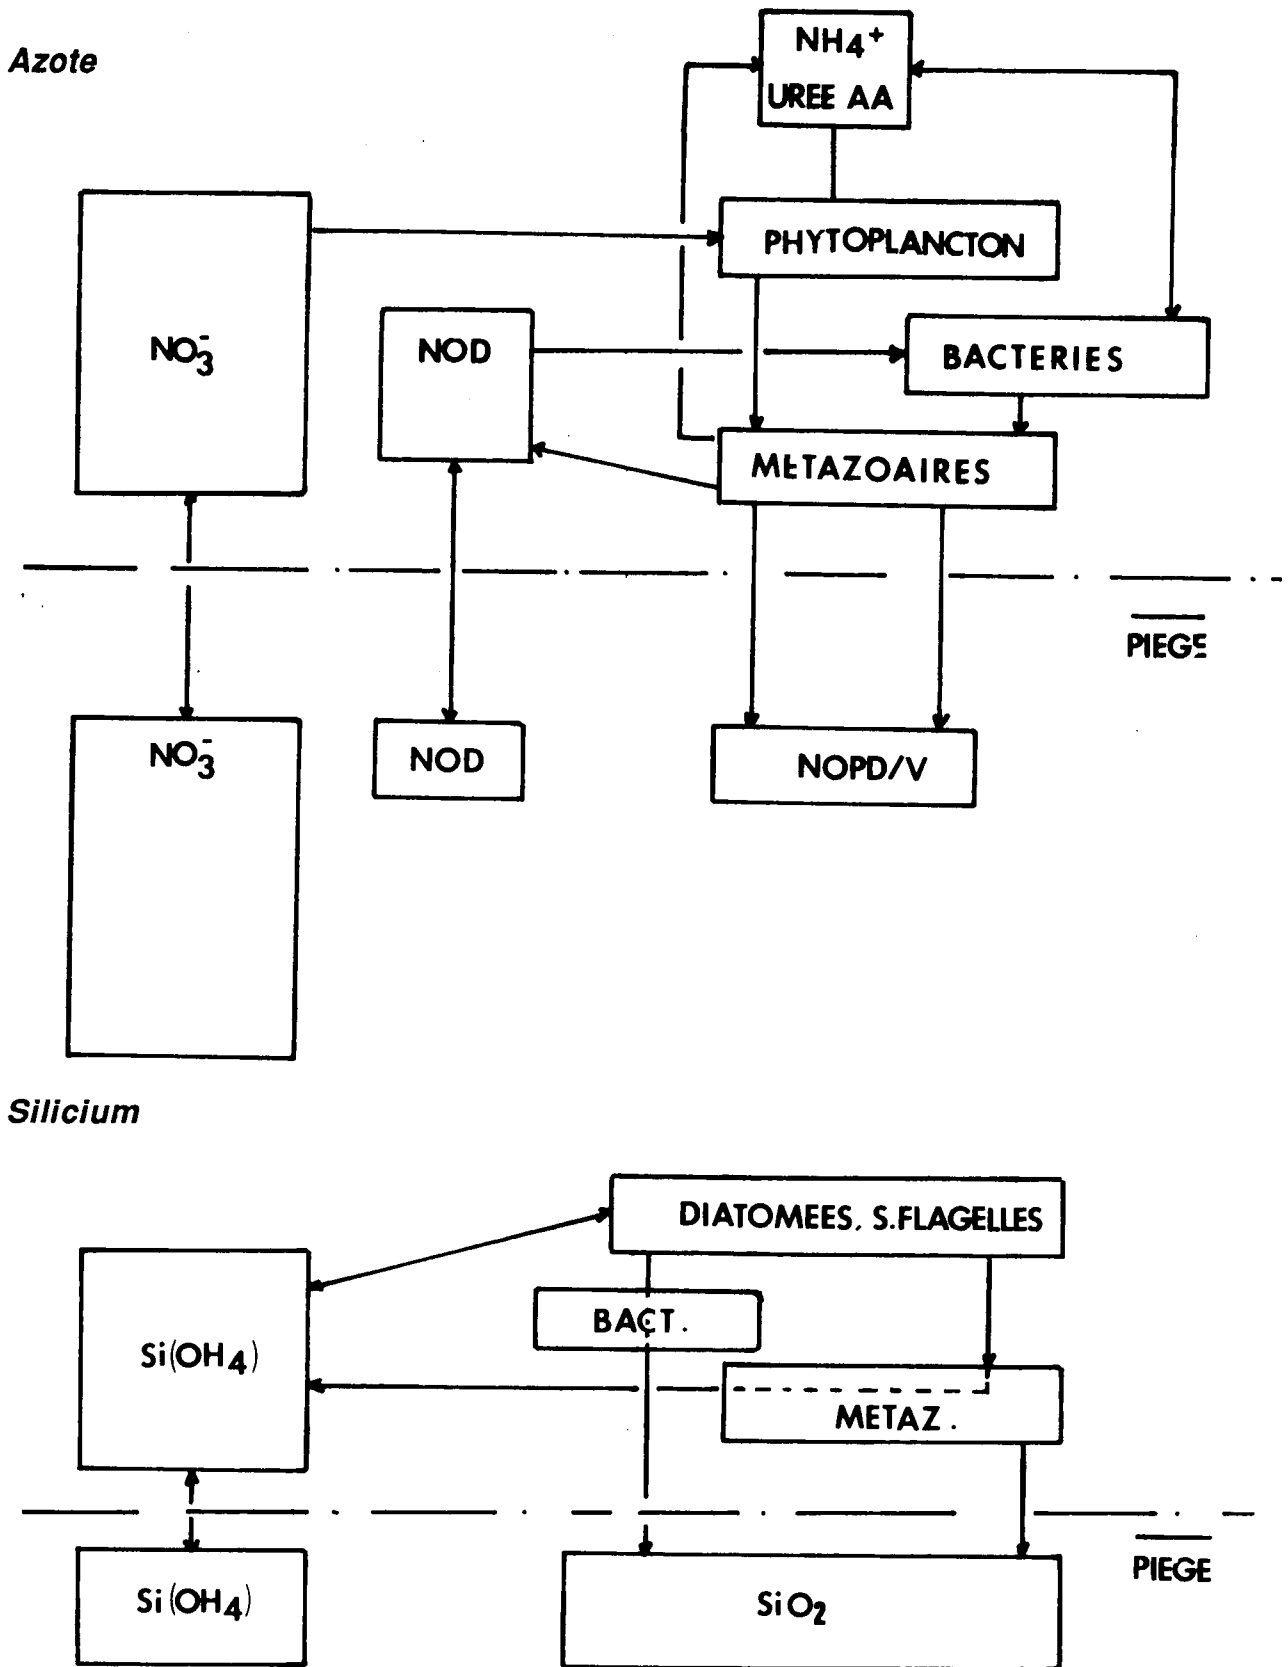 Azote
NH4+
UREE AA
PHYTOPLANCTON
NO3-
NOD
BACTERIES
METAZOAIRES
PIEGE
NO3-
NOD
NOPD/V
Silicium
DIATOMEES, S.FLAGELLES
BACT.
Si(OH4)
METAZ.
PIEGE
Si(OH4)
SiO2